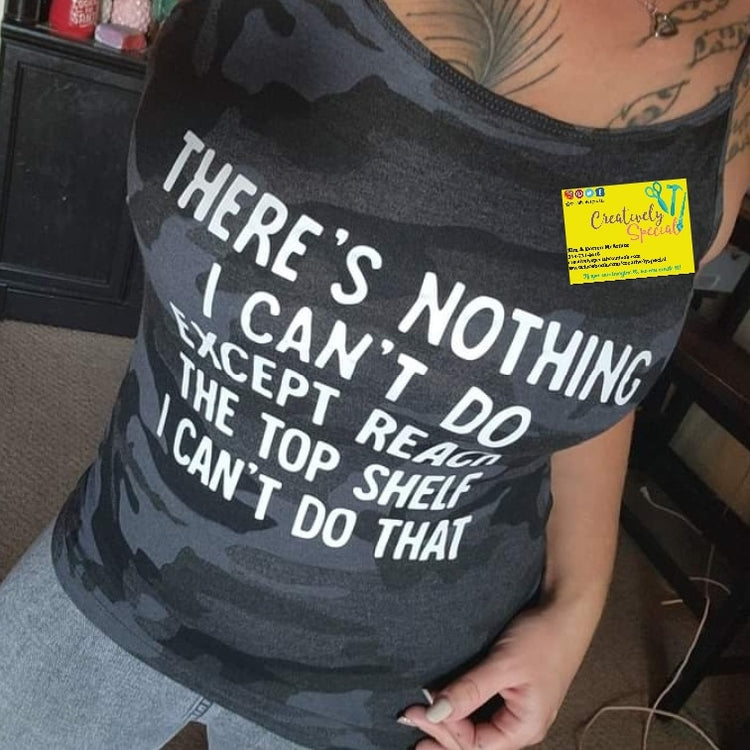 THERE'S NOTHING
I CAN'T DO
EXCEPT REACH
THE TOP SHELF
I CAN'T DO THAT
Creatively
Special